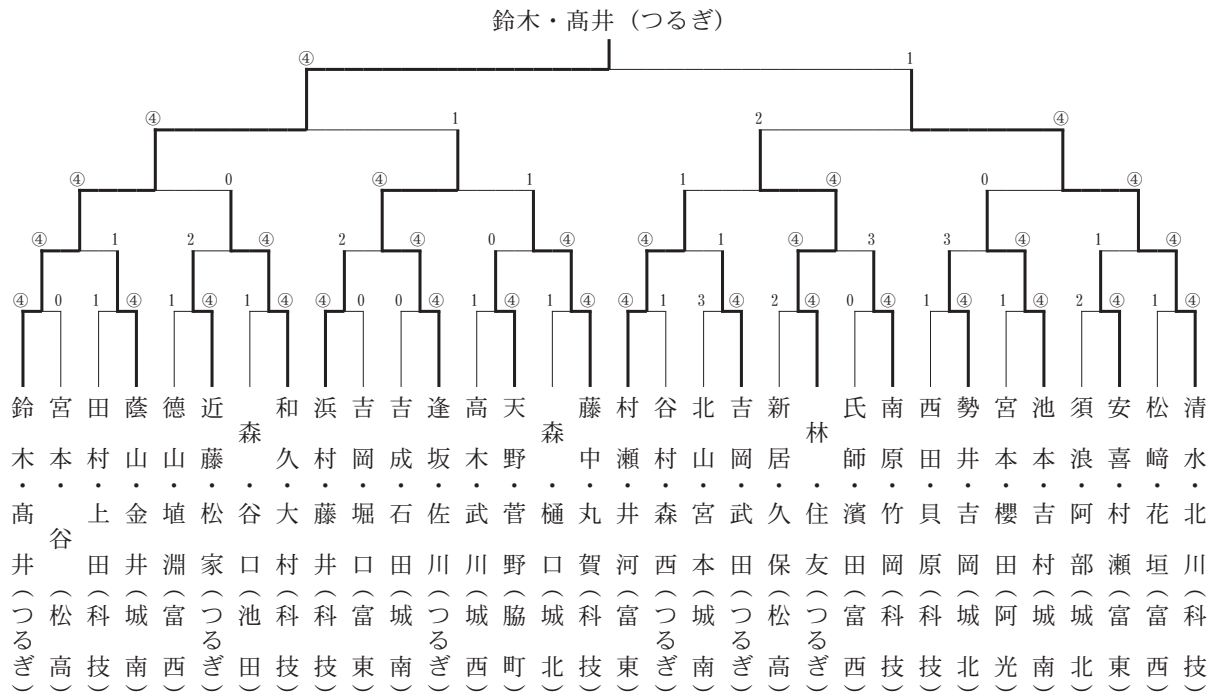 鈴木・髙井（つるぎ）
④ 1
④ 1 2 ④
④ 0 ④ 1 1 ④ 0 ④
④ 1 2 ④ 2 ④ 0 ④ ④ 1 ④ 3 3 ④ 1 ④
④ 0 1 ④ 1 ④ 1 ④ ④ 0 0 ④ 1 ④ 1 ④ ④ 1 3 ④ 2 ④ 0 ④ 1 ④ 1 ④ 2 ④ 1 ④
鈴木・髙井（つるぎ）
宮本・谷（松高）
田村・上田（科技）
蔭山・金井（城南）
德山・埴淵（富西）
近藤・松家（つるぎ）
森・谷口（池田）
和久・大村（科技）
浜村・藤井（科技）
吉岡・堀口（富東）
吉成・石田（城南）
逢坂・佐川（つるぎ）
高木・武川（城西）
天野・菅野（脇町）
森・樋口（城北）
藤中・丸賀（科技）
村瀬・井河（富東）
谷村・森西（つるぎ）
北山・宮本（城南）
吉岡・武田（つるぎ）
新居・久保（松高）
林・住友（つるぎ）
氏師・濱田（富西）
南原・竹岡（科技）
西田・貝原（科技）
勢井・吉岡（城北）
宮本・櫻田（阿光）
池本・吉村（城南）
須浪・阿部（城北）
安喜・村瀬（富東）
松﨑・花垣（富西）
清水・北川（科技）